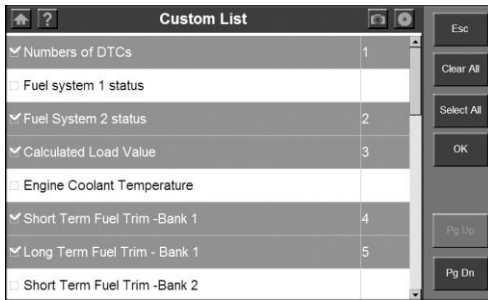 ? Custom List
Esc
Numbers of DTCs 1
Clear All
Fuel system 1 status
Select All
Fuel System 2 status 2
Calculated Load Value 3
OK
Engine Coolant Temperature
Short Term Fuel Trim -Bank 1 4
Pg Up
Long Term Fuel Trim - Bank 1 5
Pg Dn
Short Term Fuel Trim -Bank 2